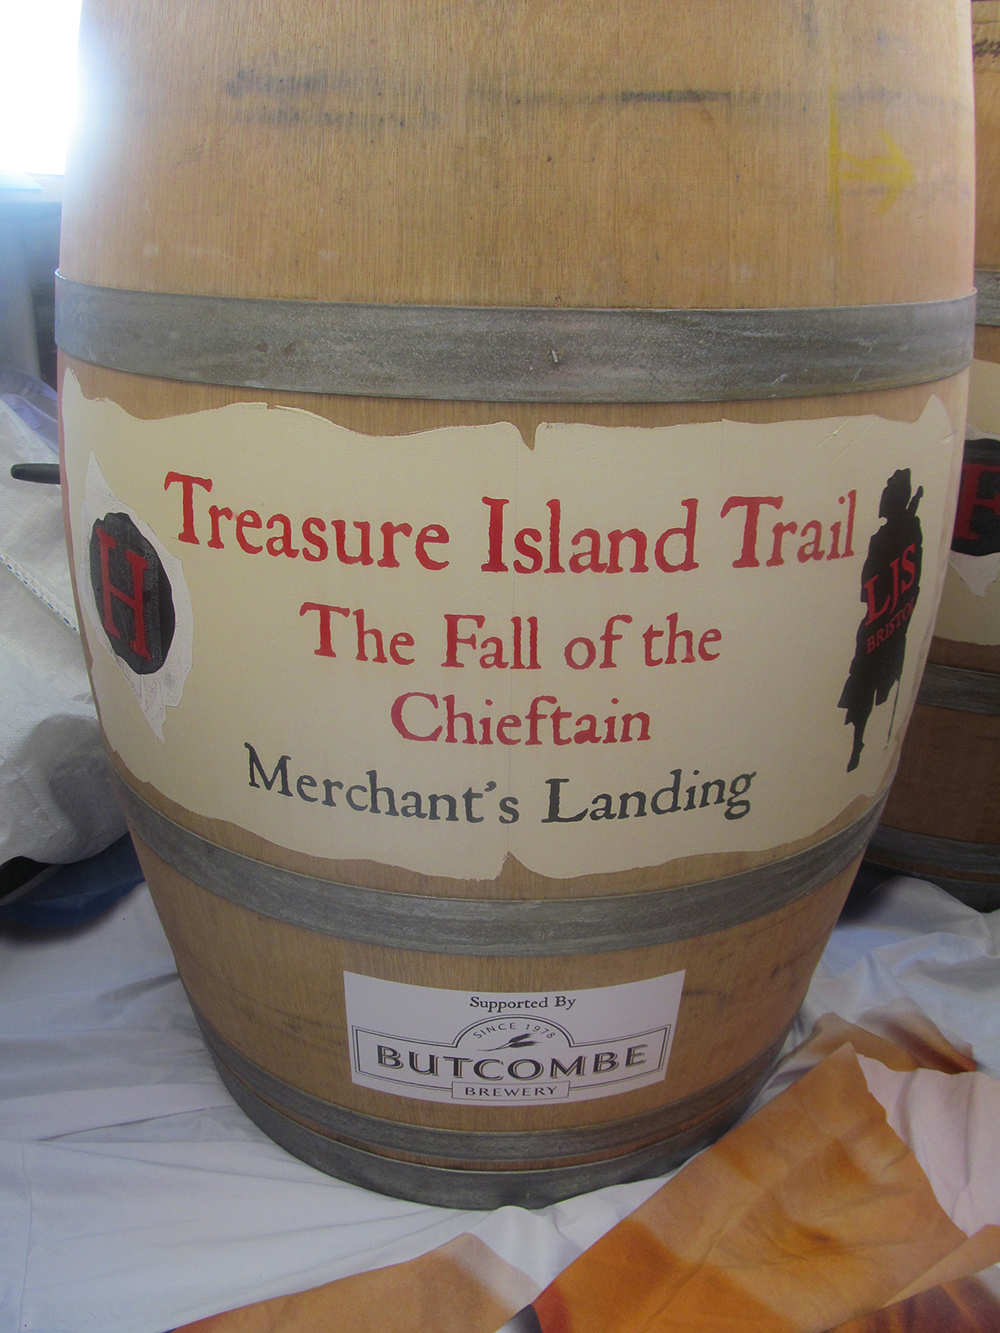 Treasure Island Trail
The Fall of the
Chieftain
Merchant's Landing
H
LJS
BRISTOL
Supported By
SINCE 1978
BUTCOMBE
BREWERY